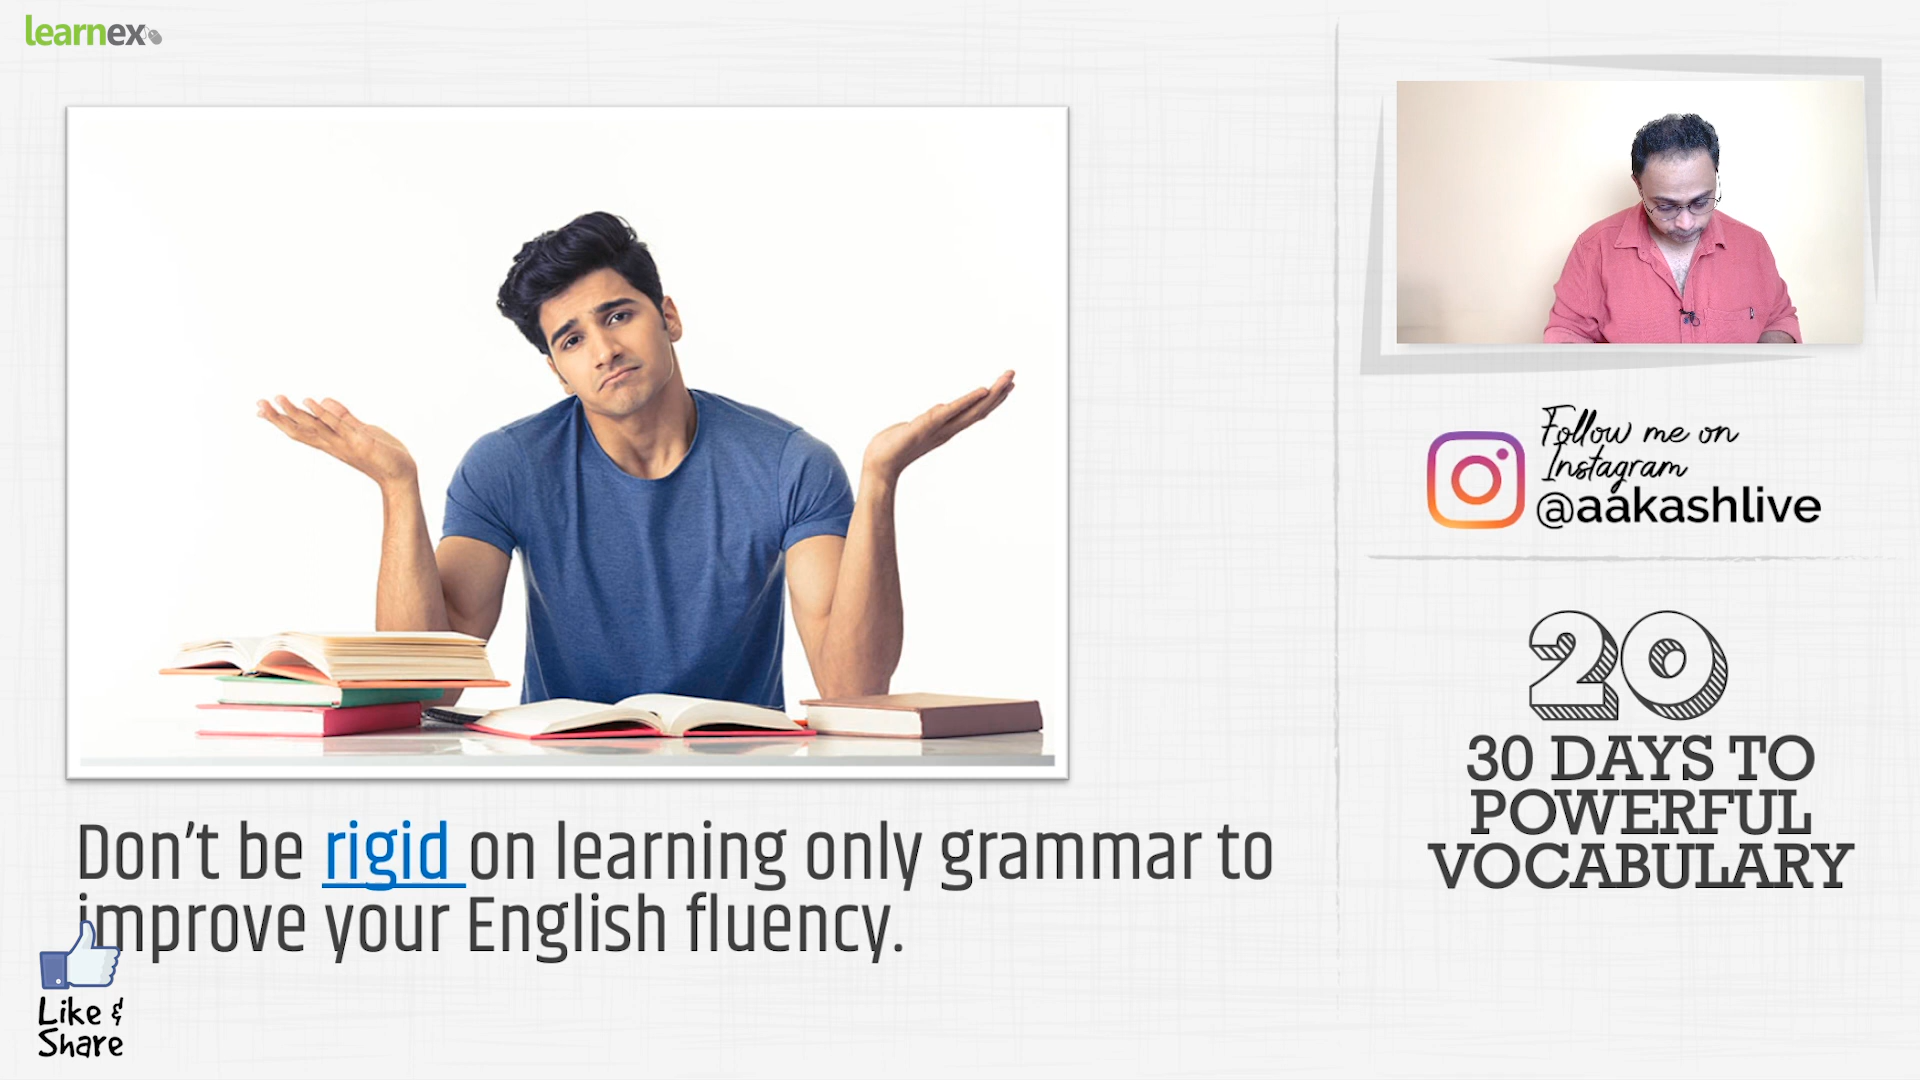 learnex
Don't be rigid on learning only grammar to
improve your English fluency.
Like &
Share
Follow me on
Instagram
@aakashlive
20
30 DAYS TO
POWERFUL
VOCABULARY